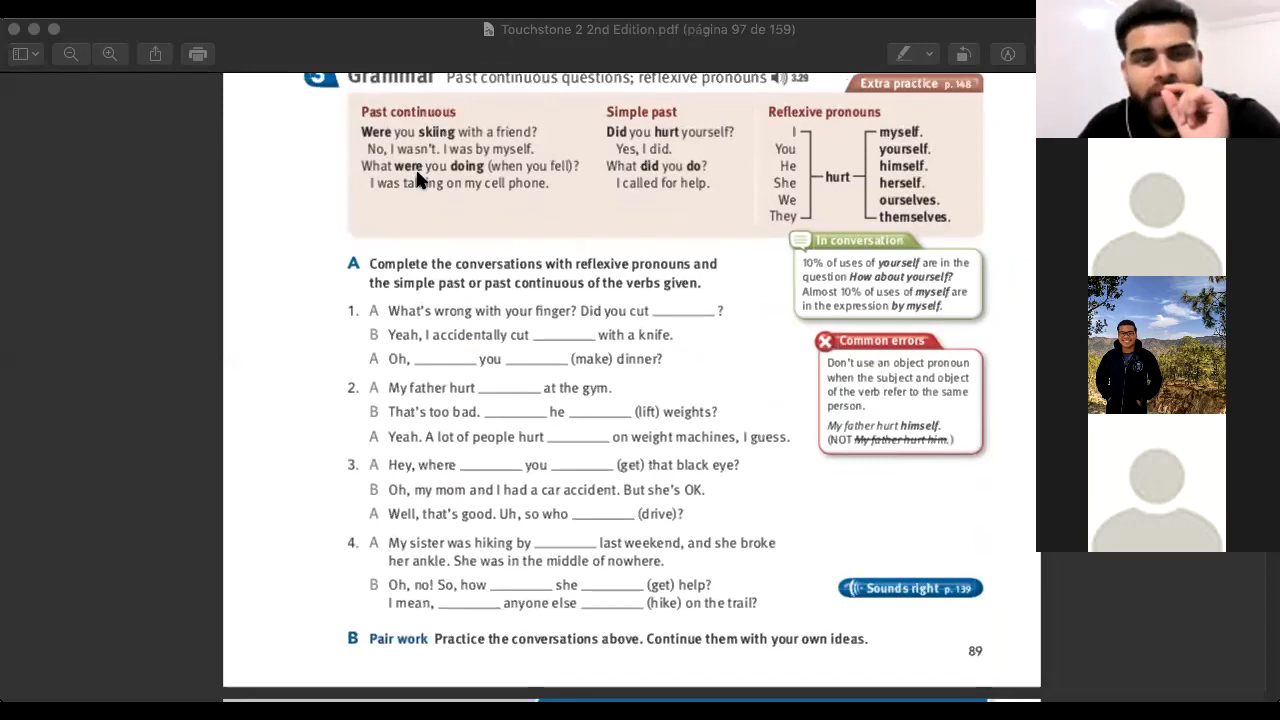 Touchstone 2 2nd Edition.pdf (página 97 de 159)
5 Grammar Past continuous questions; reflexive pronouns 3.29
Extra practice p. 148
Past continuous
Were you skiing with a friend?
No, I wasn't. I was by myself.
What were you doing (when you fell)?
I was talking on my cell phone.
Simple past
Did you hurt yourself?
Yes, I did.
What did you do?
I called for help.
Reflexive pronouns
I
You
He
She
We
They
hurt
myself.
yourself.
himself.
herself.
ourselves.
themselves.
In conversation
10% of uses of yourself are in the
question How about yourself?
Almost 10% of uses of myself are
in the expression by myself.
Common errors
Don't use an object pronoun
when the subject and object
of the verb refer to the same
person.
My father hurt himself.
(NOT My father hurt him.)
A Complete the conversations with reflexive pronouns and
the simple past or past continuous of the verbs given.
1. A What's wrong with your finger? Did you cut ________ ?
B Yeah, I accidentally cut ________ with a knife.
A Oh, ________ you ________ (make) dinner?
2. A My father hurt ________ at the gym.
B That's too bad. ________ he ________ (lift) weights?
A Yeah. A lot of people hurt ________ on weight machines, I guess.
3. A Hey, where ________ you ________ (get) that black eye?
B Oh, my mom and I had a car accident. But she's OK.
A Well, that's good. Uh, so who ________ (drive)?
4. A My sister was hiking by ________ last weekend, and she broke
her ankle. She was in the middle of nowhere.
B Oh, no! So, how ________ she ________ (get) help?
I mean, ________ anyone else ________ (hike) on the trail?
Sounds right p. 139
B Pair work Practice the conversations above. Continue them with your own ideas.
89